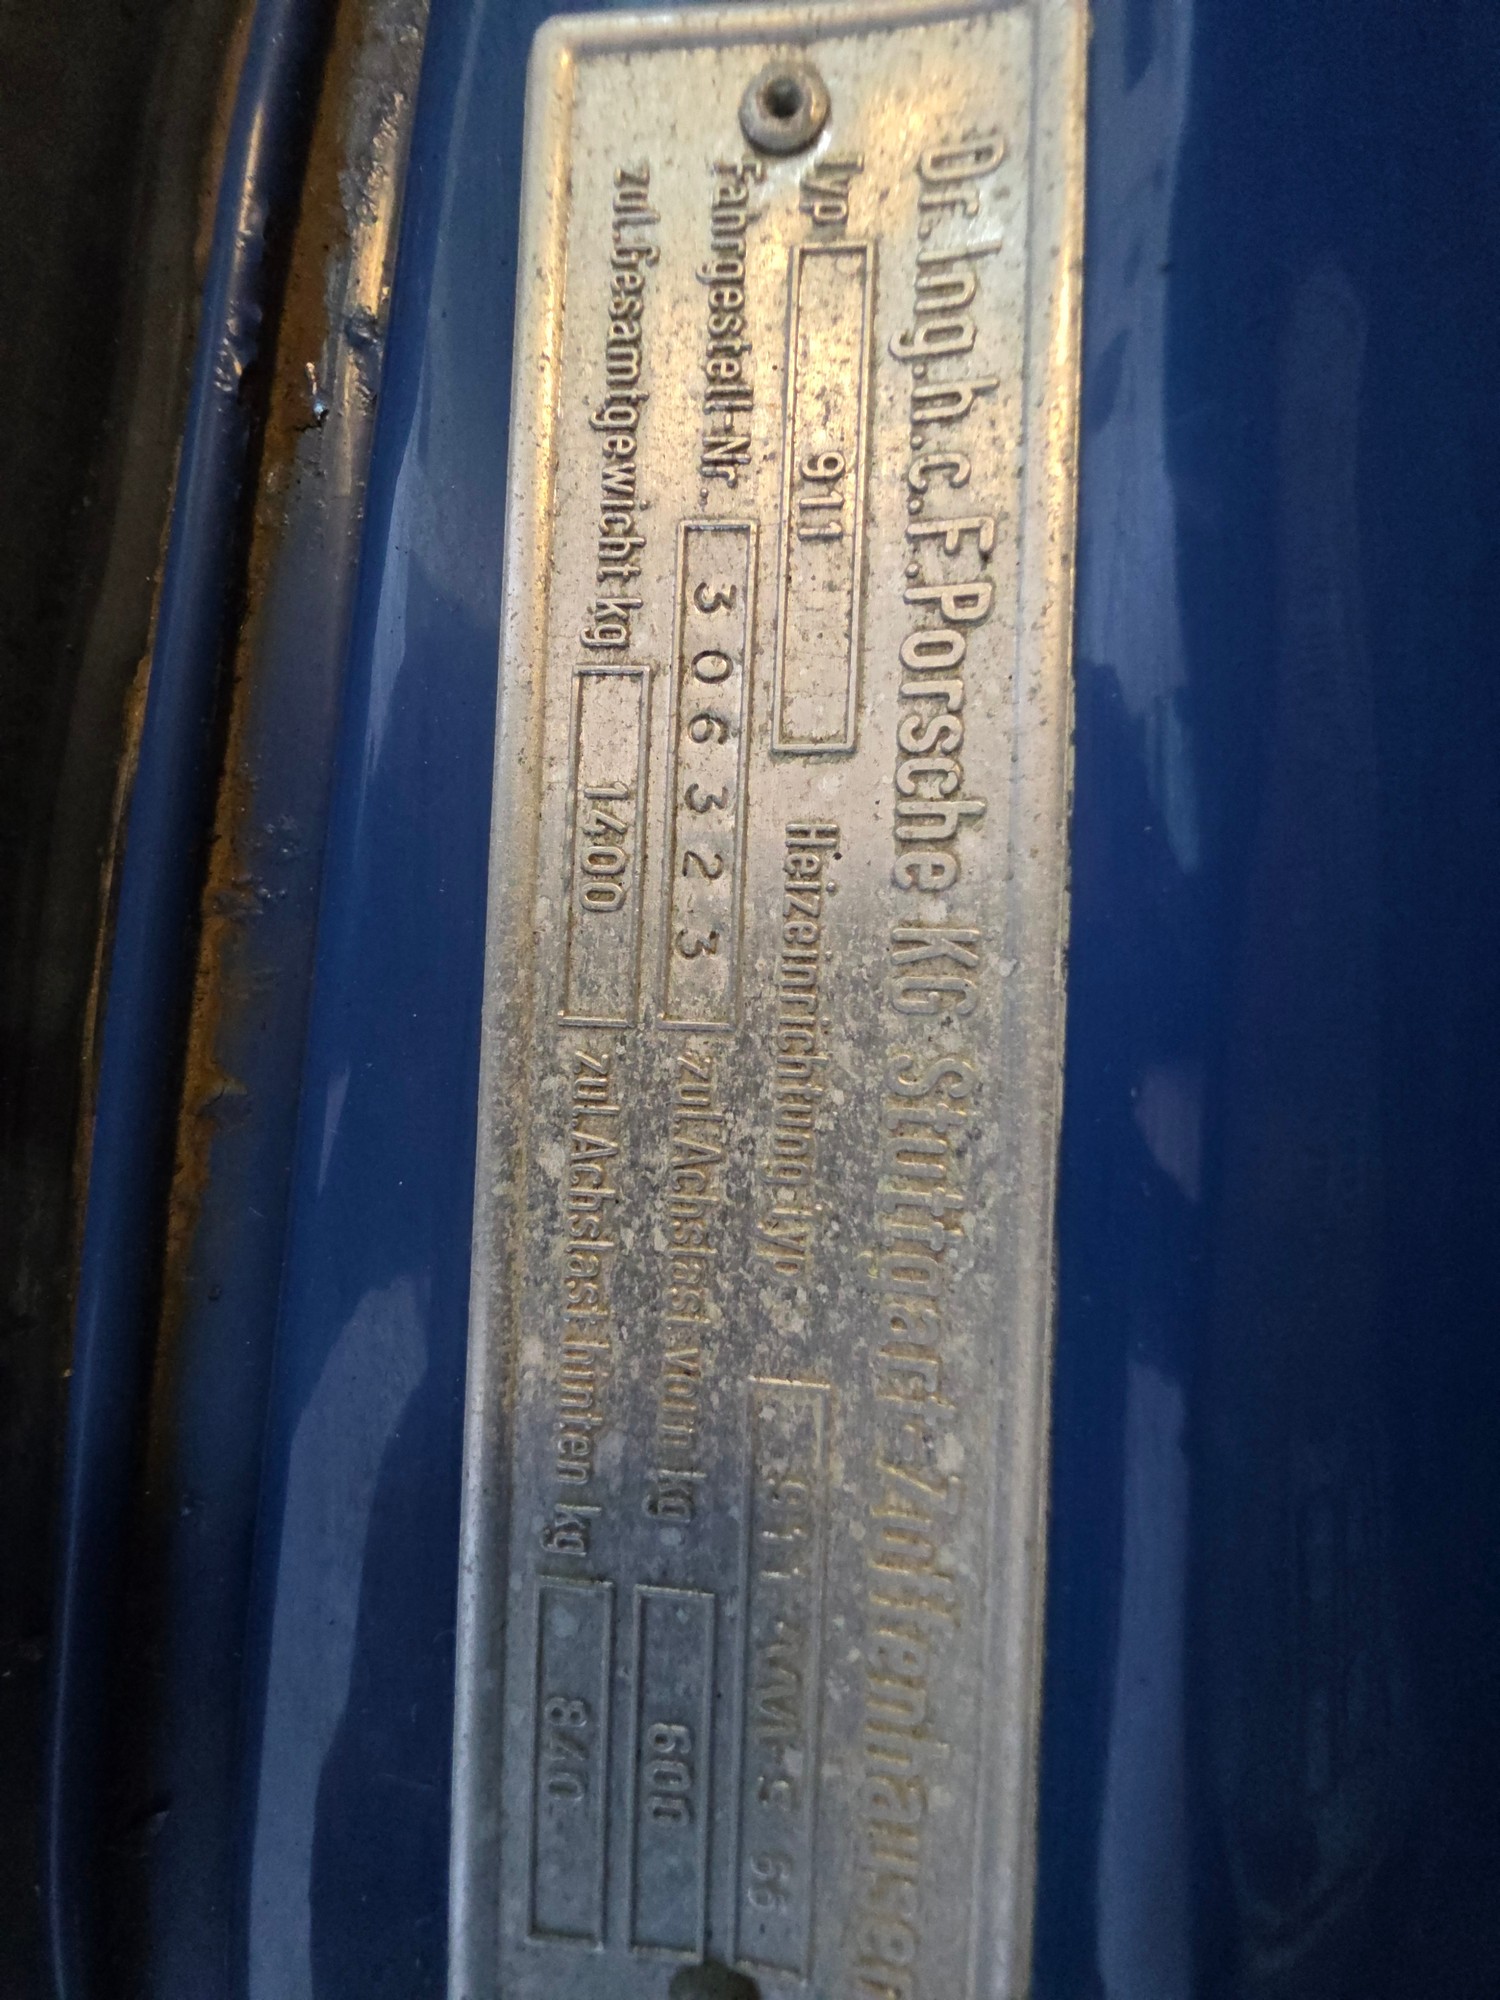 Dr.Ing.h.c.F.Porsche KG Stuttgart-Zuffenhausen
Typ 911 Heizeinrichtung:Typ
Fahrgestell-Nr. 306323 zul.Achslast vorn kg 600
zul.Gesamtgewicht kg 1400 zul.Achslast hinten kg 840